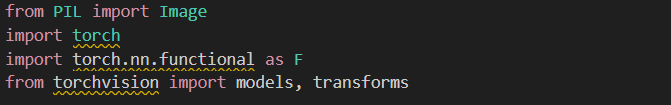 from PIL import Image
import torch
import torch.nn.functional as F
from torchvision import models, transforms